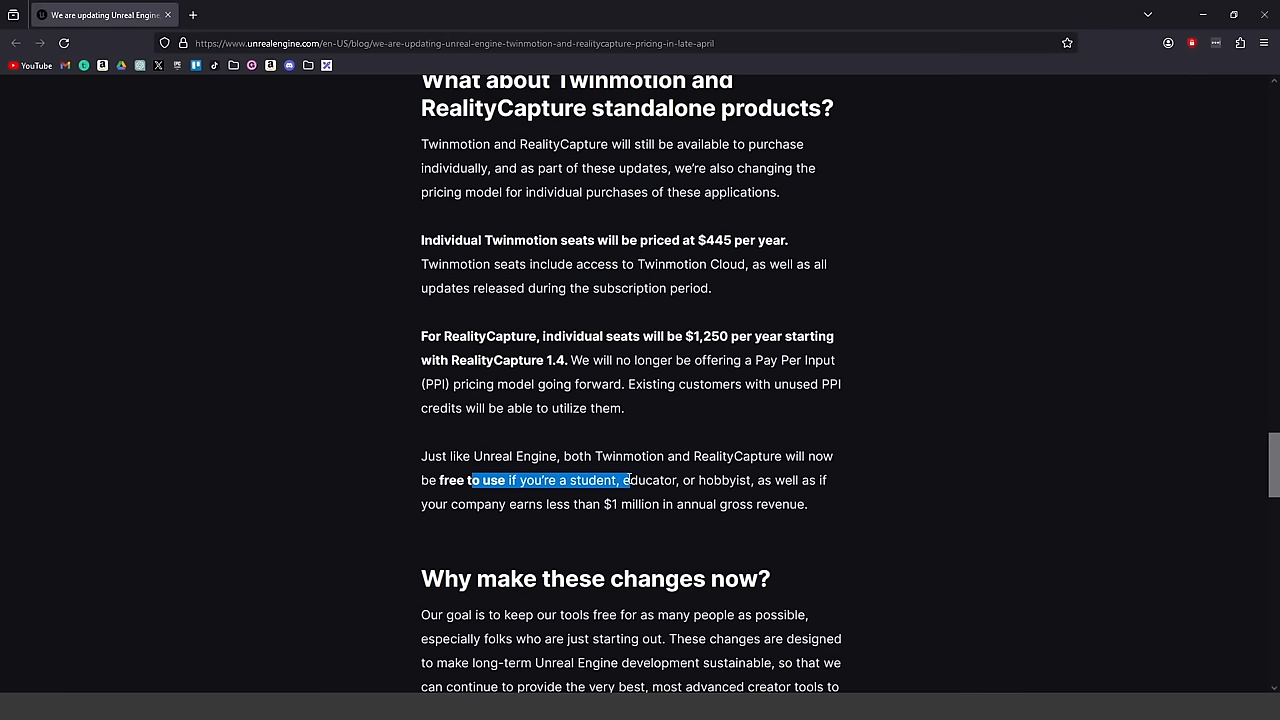 We are updating Unreal Engine
https://www.unrealengine.com/en-US/blog/we-are-updating-unreal-engine-twinmotion-and-realitycapture-pricing-in-late-april
YouTube
What about Twinmotion and
RealityCapture standalone products?
Twinmotion and RealityCapture will still be available to purchase
individually, and as part of these updates, we’re also changing the
pricing model for individual purchases of these applications.
Individual Twinmotion seats will be priced at $445 per year.
Twinmotion seats include access to Twinmotion Cloud, as well as all
updates released during the subscription period.
For RealityCapture, individual seats will be $1,250 per year starting
with RealityCapture 1.4. We will no longer be offering a Pay Per Input
(PPI) pricing model going forward. Existing customers with unused PPI
credits will be able to utilize them.
Just like Unreal Engine, both Twinmotion and RealityCapture will now
be free to use if you’re a student, educator, or hobbyist, as well as if
your company earns less than $1 million in annual gross revenue.
Why make these changes now?
Our goal is to keep our tools free for as many people as possible,
especially folks who are just starting out. These changes are designed
to make long-term Unreal Engine development sustainable, so that we
can continue to provide the very best, most advanced creator tools to